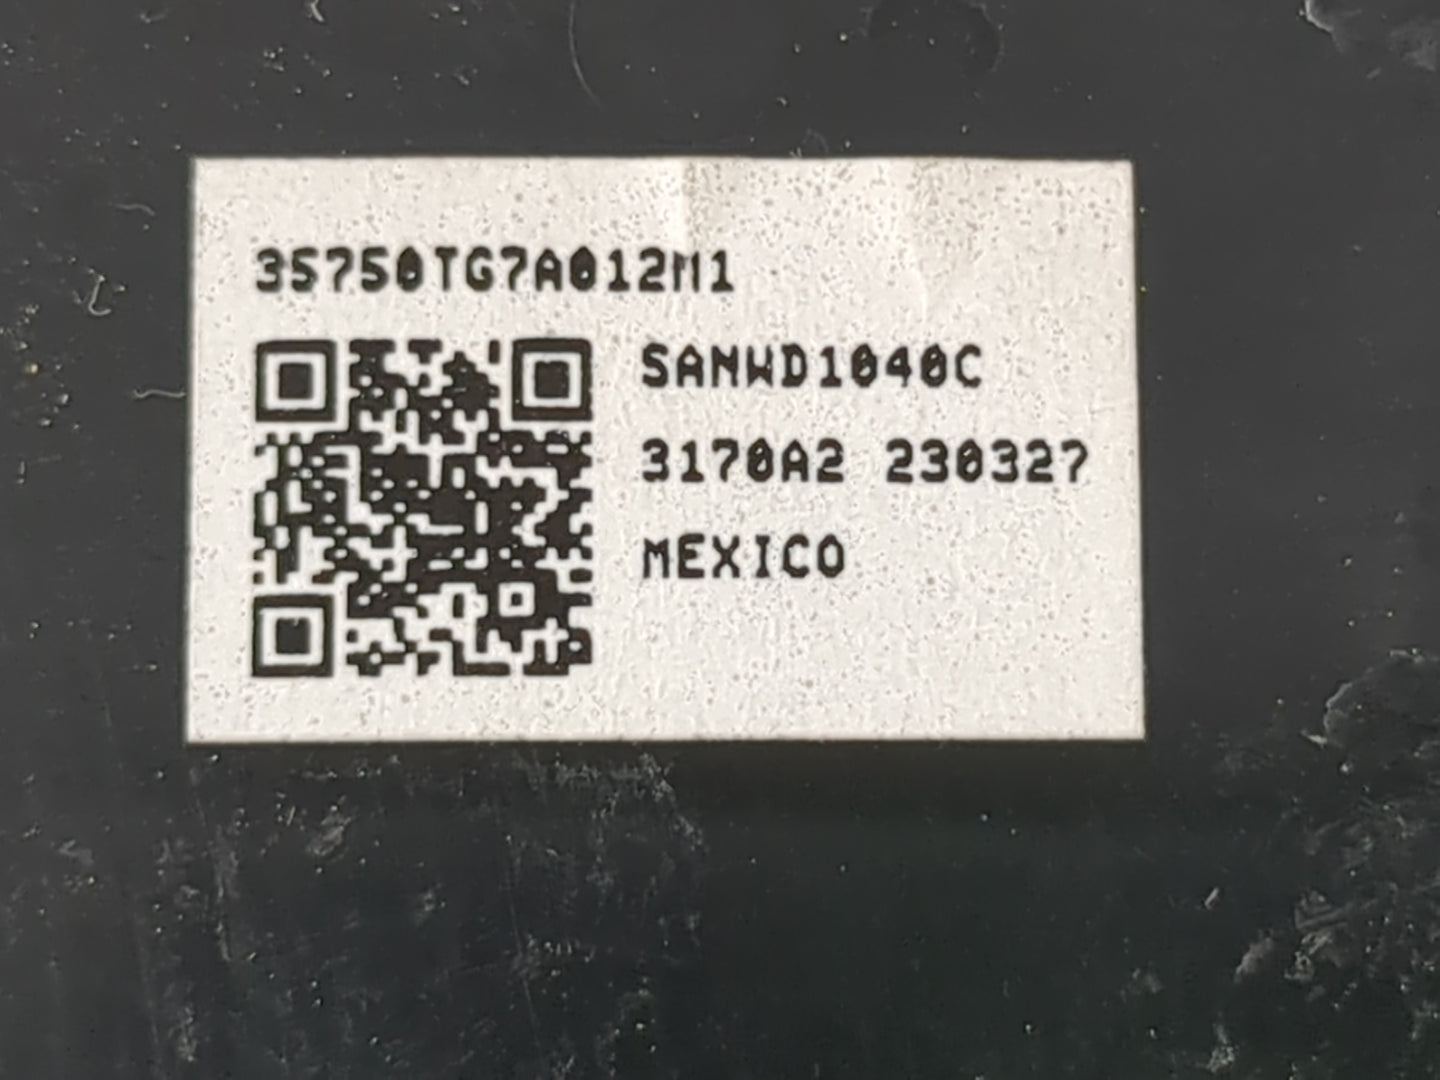 35750TG7A012M1
SANWD1040C
3170A2 230327
MEXICO